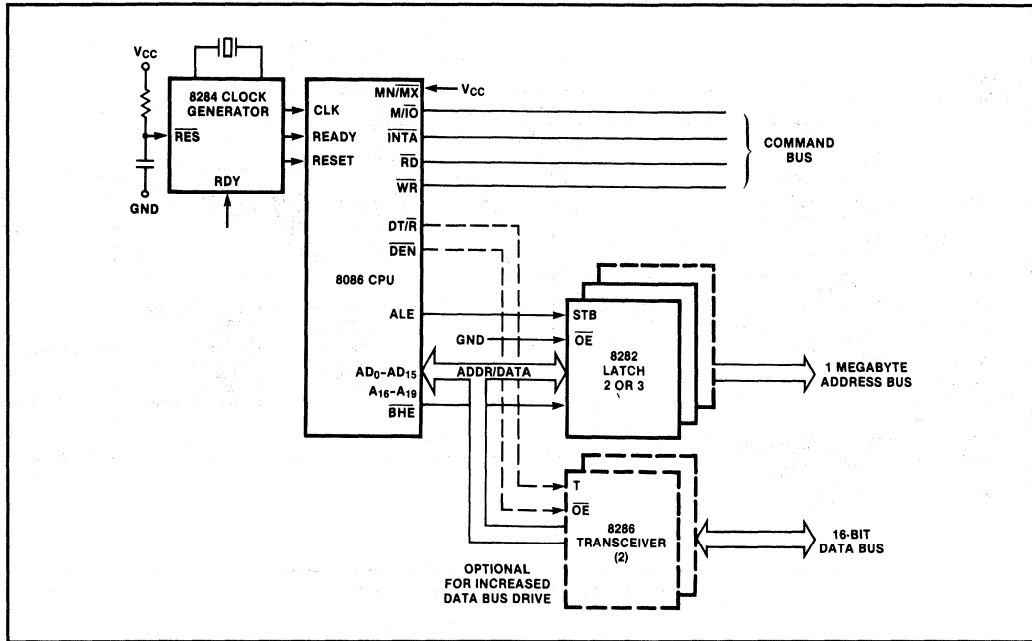 VCC
8284 CLOCK
GENERATOR
RES
RDY
GND
CLK
READY
RESET
8086 CPU
MN/MX
VCC
M/IO
INTA
RD
WR
COMMAND
BUS
DT/R
DEN
ALE
GND
STB
OE
8282
LATCH
2 OR 3
AD0-AD15
A16-A19
BHE
ADDR/DATA
1 MEGABYTE
ADDRESS BUS
T
OE
8286
TRANSCEIVER
(2)
16-BIT
DATA BUS
OPTIONAL
FOR INCREASED
DATA BUS DRIVE